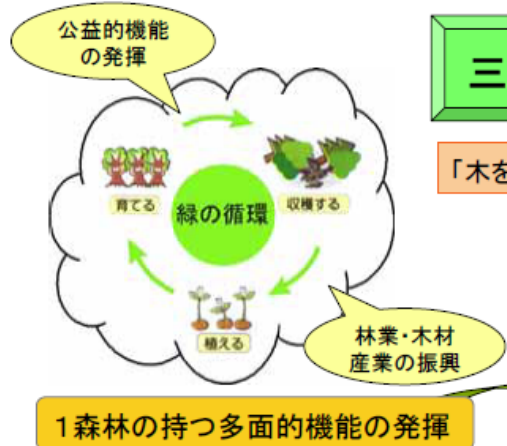 公益的機能
の発揮
三
「木を
育てる
緑の循環
収穫する
植える
林業・木材
産業の振興
1森林の持つ多面的機能の発揮